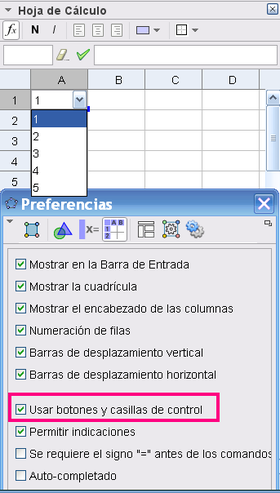 Hoja de Cálculo
fx N I
A B C D
1 1
2 1
3 2
4 3
4
5 5
Preferencias
X= A B 1 2
Mostrar en la Barra de Entrada
Mostrar la cuadrícula
Mostrar el encabezado de las columnas
Numeración de filas
Barras de desplazamiento vertical
Barras de desplazamiento horizontal
Usar botones y casillas de control
Permitir indicaciones
Se requiere el signo "=" antes de los comandos
Auto-completado